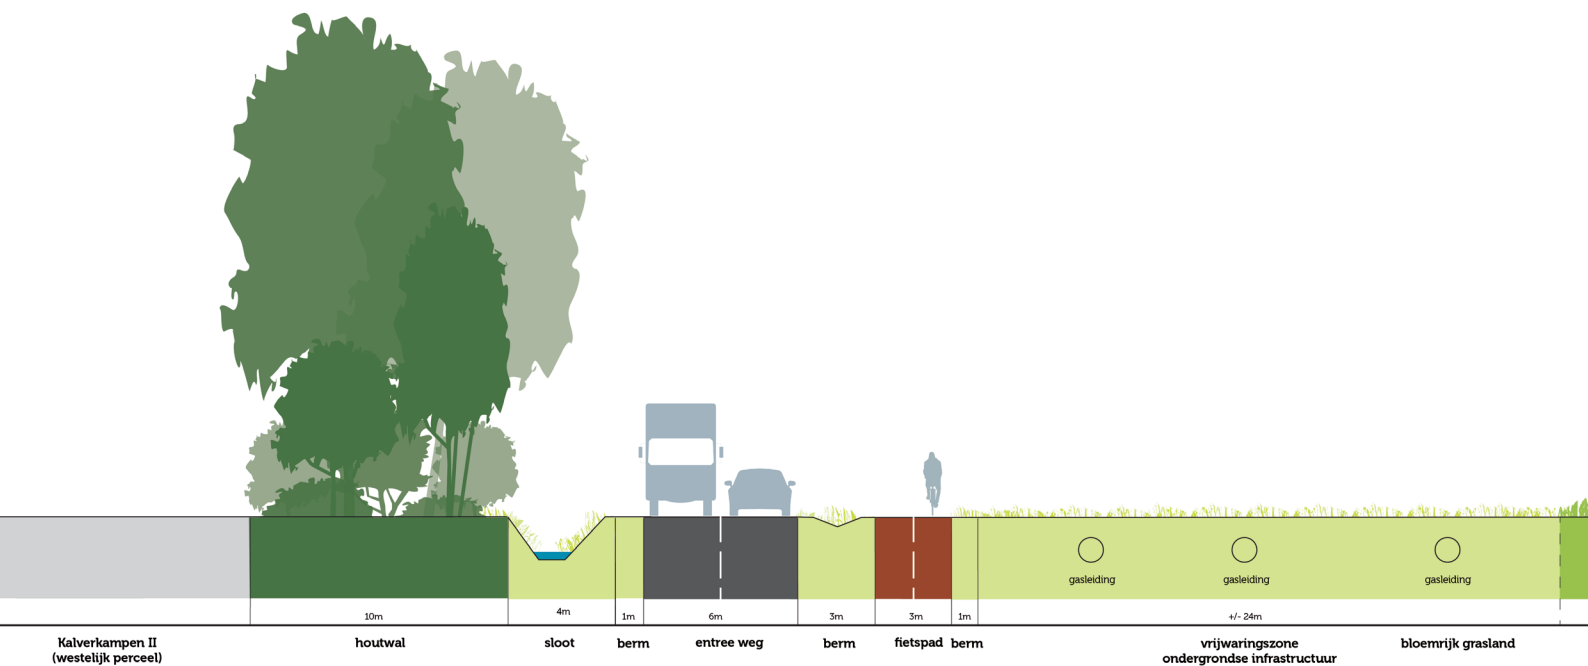 gasleiding
gasleiding
gasleiding
10m
4m
1m
6m
3m
3m
1m
+/- 24m
Kalverkampen II
(westelijk perceel)
houtwal
sloot
berm
entree weg
berm
fietspad
berm
vrijwaringszone
ondergrondse infrastructuur
bloemrijk grasland